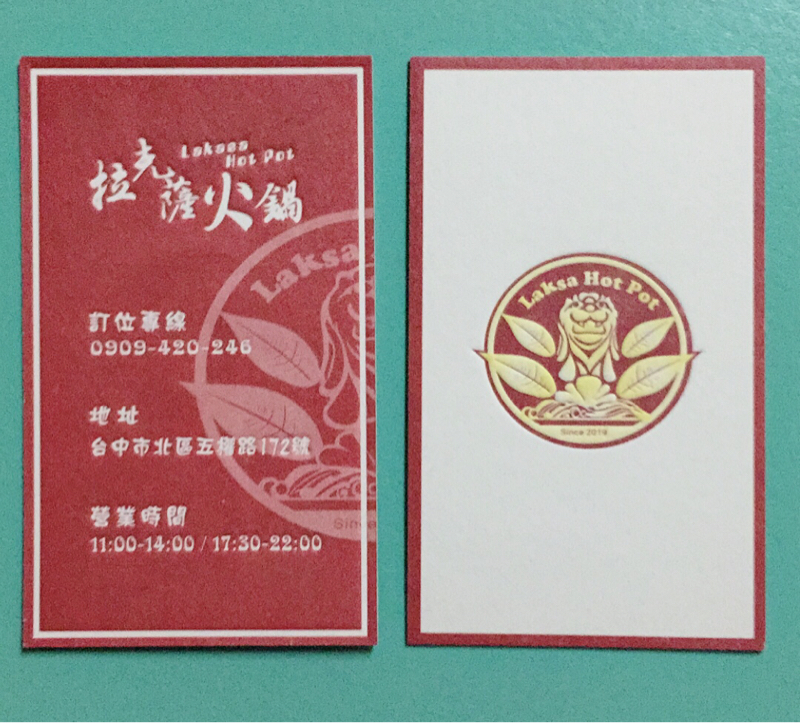 Laksaa
Hot Pot
拉克薩火鍋
Laksa
訂位專線
0909-420-246
地址
台中市北區五權路172號
營業時間
11:00-14:00 / 17:30-22:00
Since
Laksa Hot Pot
Since 2019